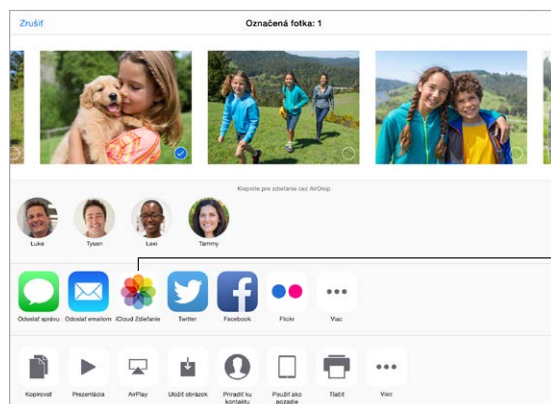 Zrušiť
Označená fotka: 1
Klepnite pre zdieľanie cez AirDrop
Luke
Tyson
Lexi
Tammy
Odoslať správu
Odoslať emailom
iCloud Zdieľanie
Twitter
Facebook
Flickr
Viac
Kopírovať
Prezentácia
AirPlay
Uložiť obrázok
Priradiť ku
kontaktu
Použiť ako
pozadie
Tlačiť
Viac